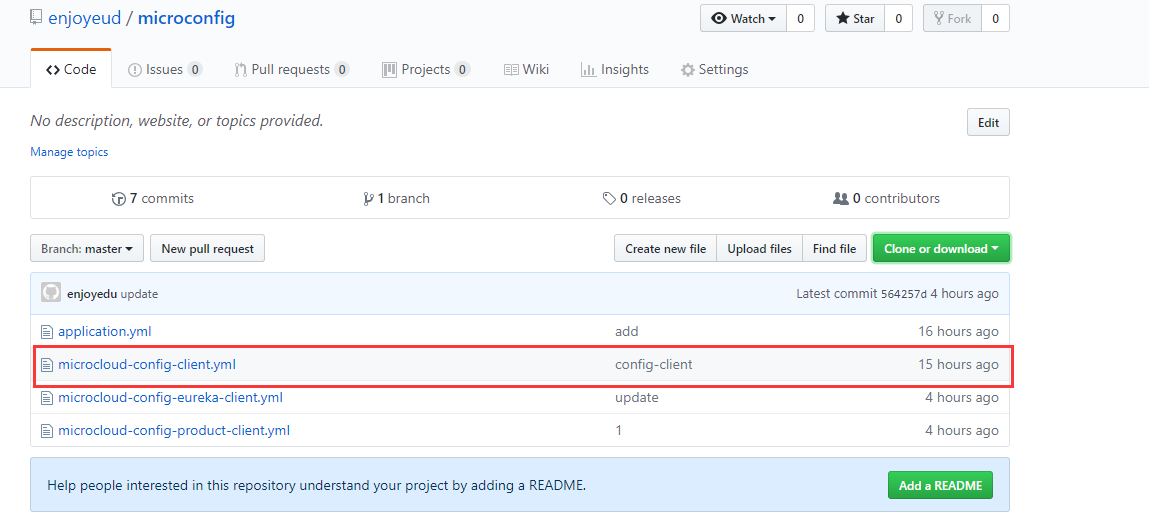 enjoyeud / microconfig
Watch 0 Star 0 Fork 0
Code Issues 0 Pull requests 0 Projects 0 Wiki Insights Settings
No description, website, or topics provided. Edit
Manage topics
7 commits 1 branch 0 releases 0 contributors
Branch: master New pull request Create new file Upload files Find file Clone or download
enjoyedu update Latest commit 564257d 4 hours ago
application.yml add 16 hours ago
microcloud-config-client.yml config-client 15 hours ago
microcloud-config-eureka-client.yml update 4 hours ago
microcloud-config-product-client.yml 1 4 hours ago
Help people interested in this repository understand your project by adding a README. Add a README